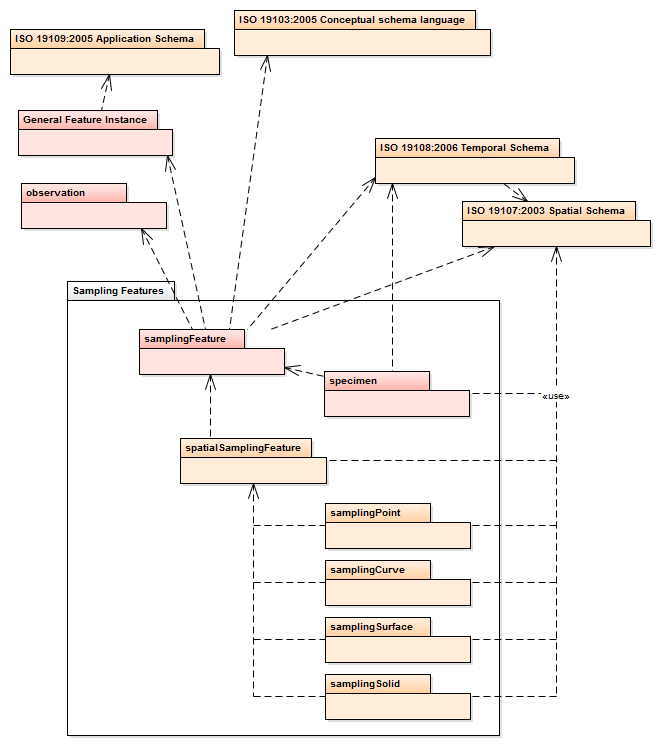 ISO 19103:2005 Conceptual schema language
ISO 19109:2005 Application Schema
General Feature Instance
ISO 19108:2006 Temporal Schema
observation
ISO 19107:2003 Spatial Schema
Sampling Features
samplingFeature
specimen
«use»
spatialSamplingFeature
samplingPoint
samplingCurve
samplingSurface
samplingSolid